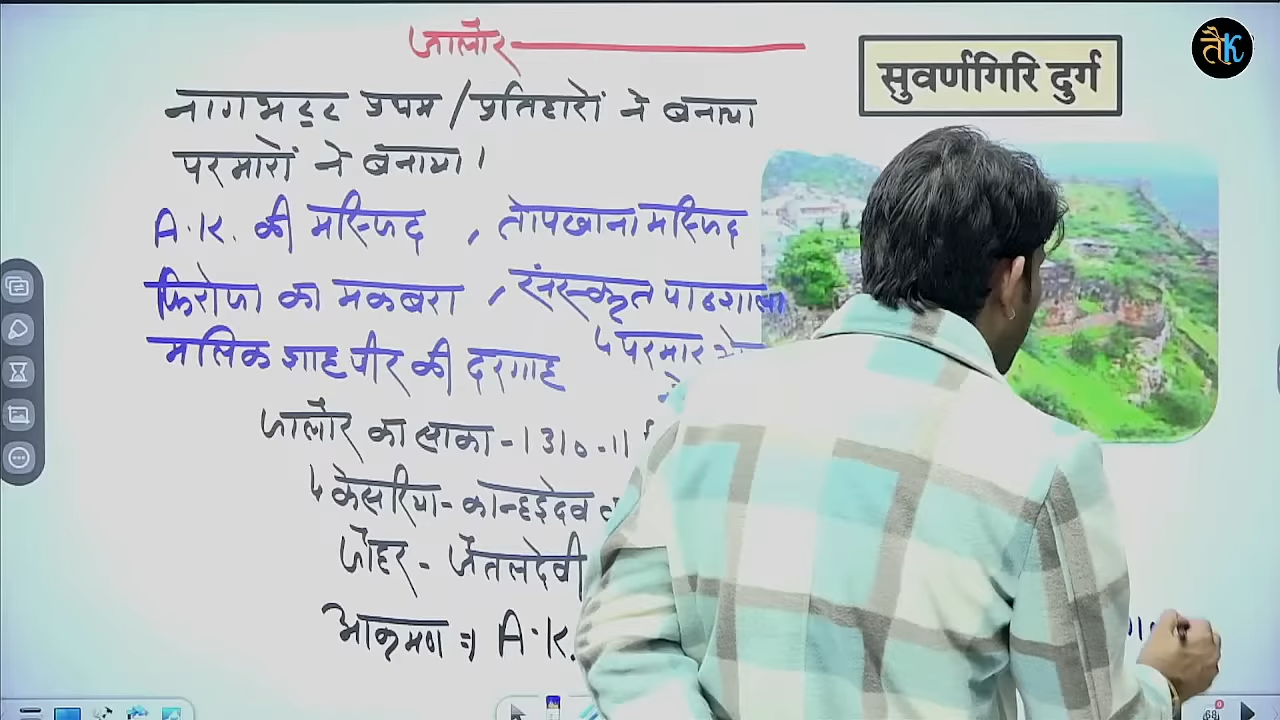 जालौर
सुवर्णगिरि दुर्ग
तैK
नागभट्ट प्रथम / प्रतिहारों ने बनाया
परमारों ने बनाया।
A.K. की मस्जिद , तोपखाना मस्जिद
फिरोजा का मकबरा , संस्कृत पाठशाला
↳ परमार
मलिक शाह पीर की दरगाह
जालौर का साका - 1310-11
↳ केसरिया - कान्हड़देव
जौहर - जैतलदेवी
आक्रमण ⇒ A.K.
68